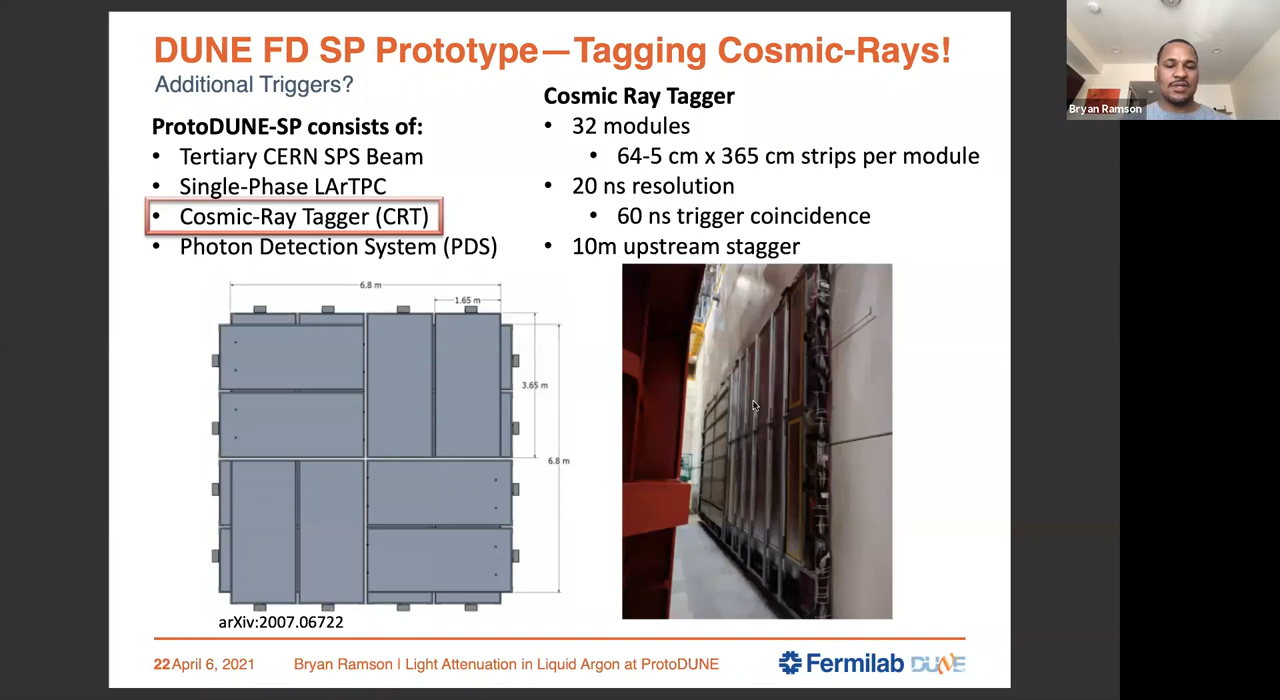 DUNE FD SP Prototype—Tagging Cosmic-Rays!
Additional Triggers?
ProtoDUNE-SP consists of:
• Tertiary CERN SPS Beam
• Single-Phase LArTPC
• Cosmic-Ray Tagger (CRT)
• Photon Detection System (PDS)
Cosmic Ray Tagger
• 32 modules
• 64-5 cm x 365 cm strips per module
• 20 ns resolution
• 60 ns trigger coincidence
• 10m upstream stagger
6.8 m
1.65 m
3.65 m
6.8 m
arXiv:2007.06722
22 April 6, 2021 Bryan Ramson | Light Attenuation in Liquid Argon at ProtoDUNE Fermilab DUNE
Bryan Ramson